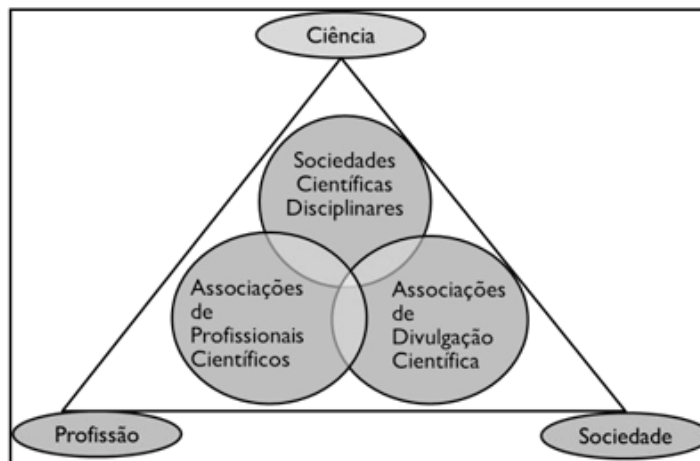 Ciência
Sociedades
Científicas
Disciplinares
Associações
de
Profissionais
Científicos
Associações
de
Divulgação
Científica
Profissão
Sociedade